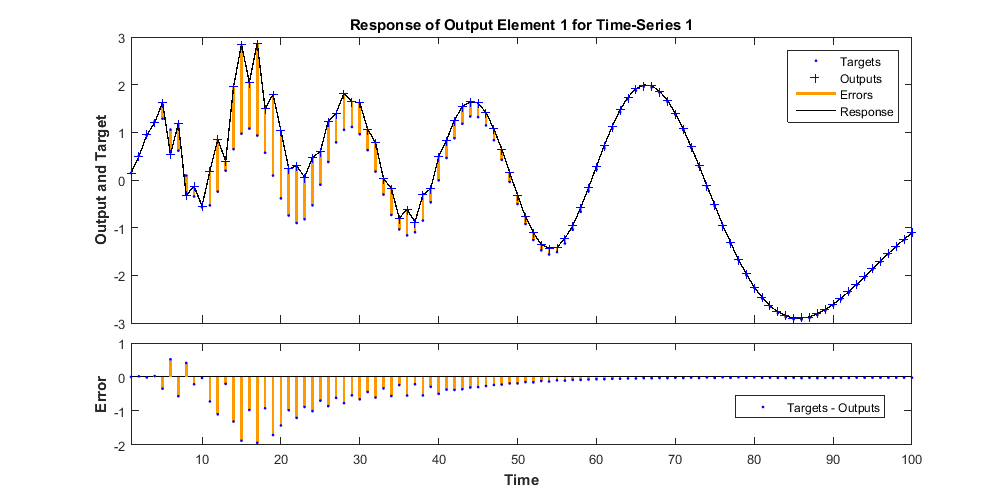 Response of Output Element 1 for Time-Series 1
3
2
1
0
-1
-2
-3
Output and Target
Targets
Outputs
Errors
Response
1
0
-1
-2
Error
Targets - Outputs
10 20 30 40 50 60 70 80 90 100
Time